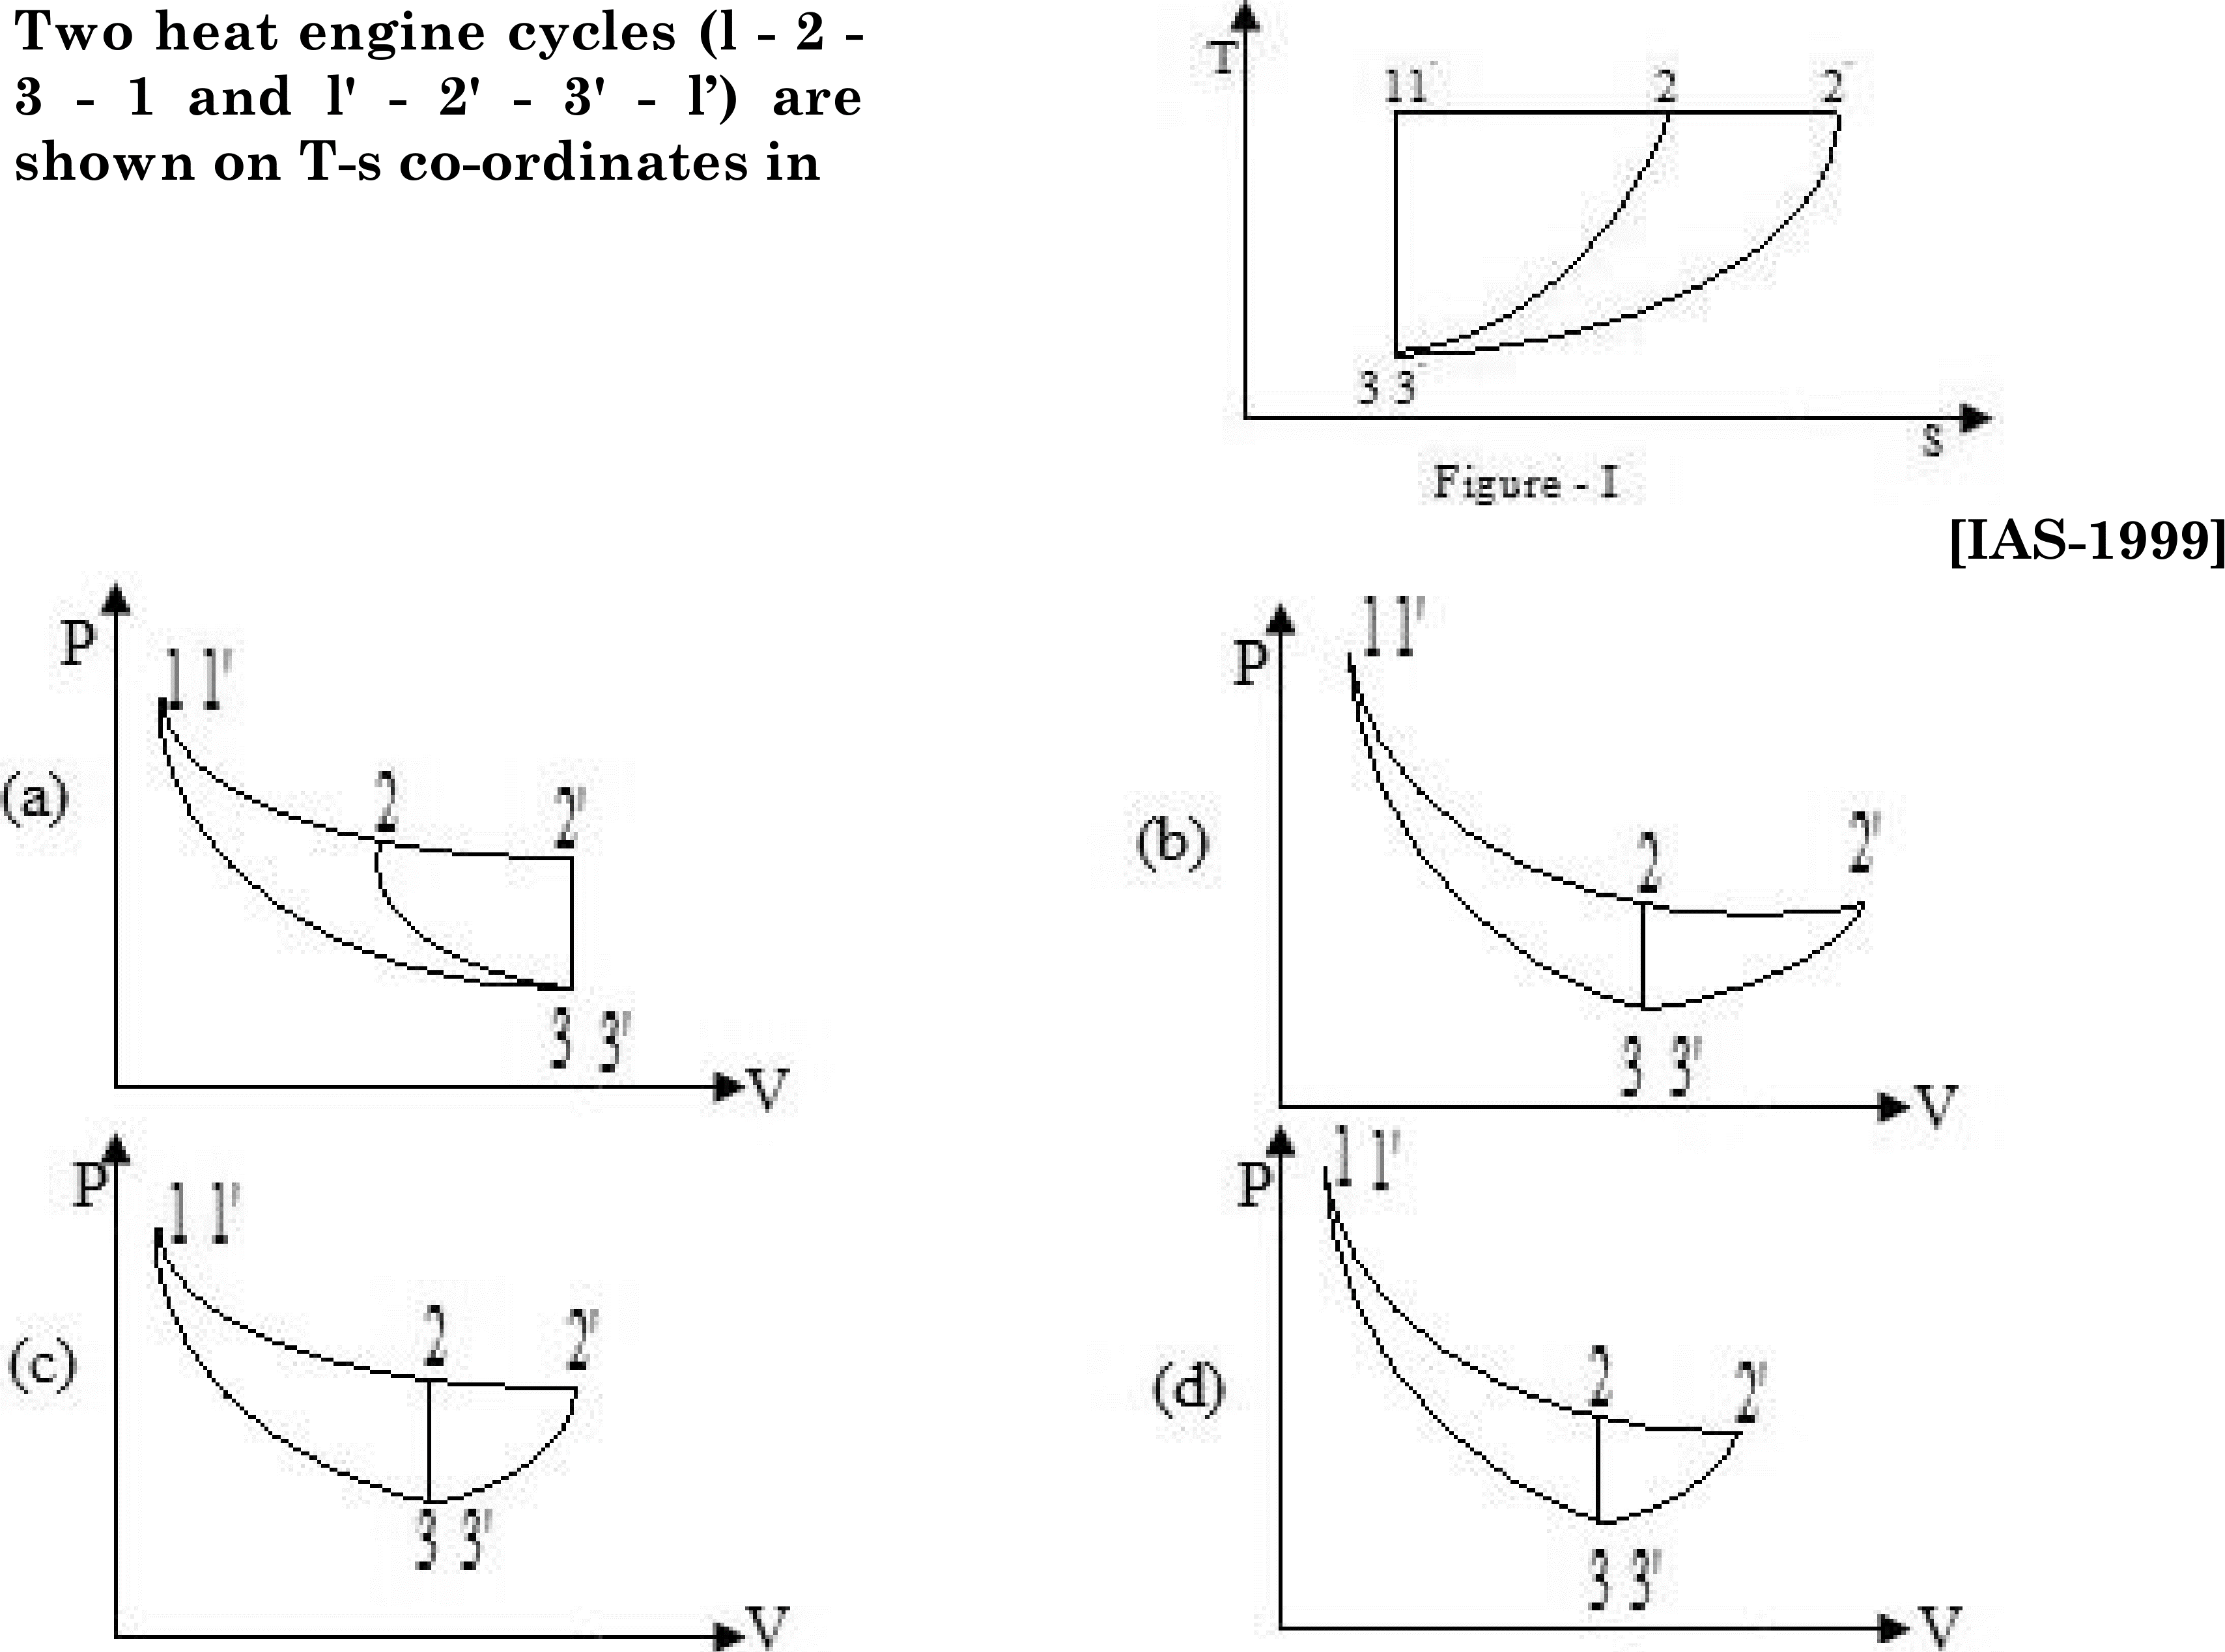 Two heat engine cycles (l - 2 -
3 - 1 and l' - 2' - 3' - l’) are
shown on T-s co-ordinates in
T
11'
2
2'
3 3'
s
Figure - I
[IAS-1999]
(a)
P
1 1'
2
2'
3 3'
V
(b)
P
1 1'
2
2'
3 3'
V
(c)
P
1 1'
2
2'
3 3'
V
(d)
P
1 1'
2
2'
3 3'
V